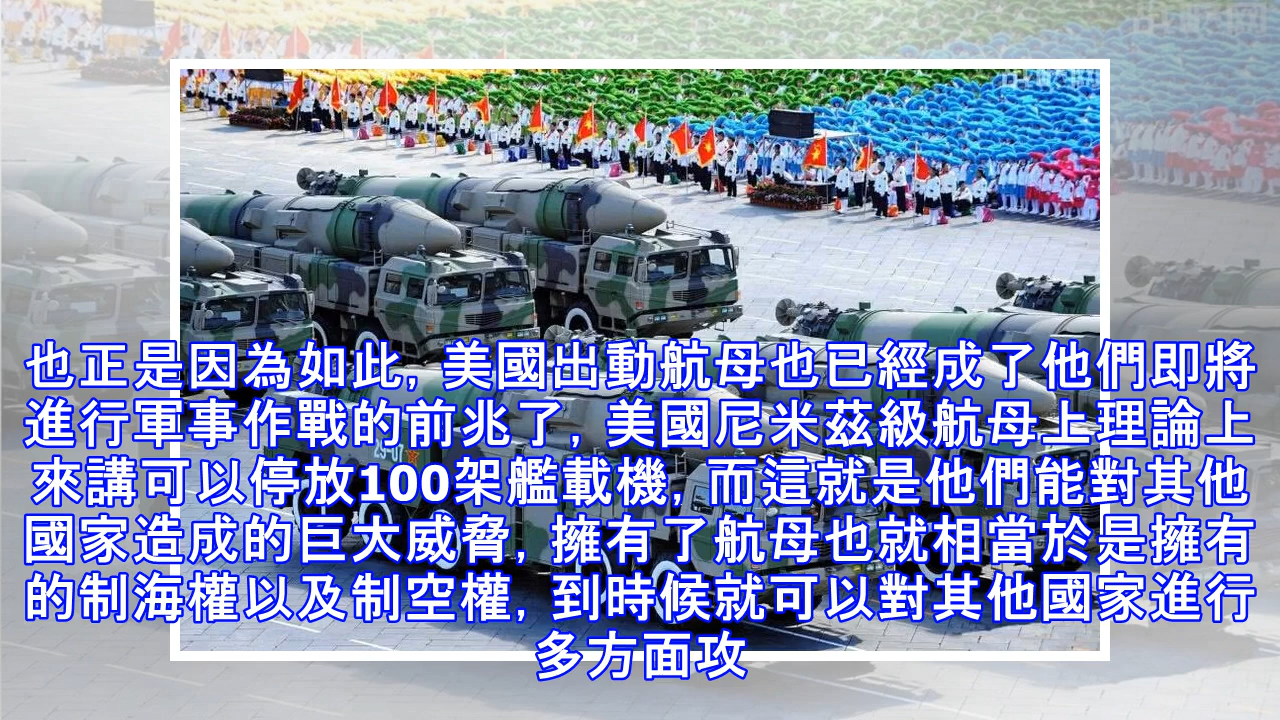 也正是因為如此, 美國出動航母也已經成了他們即將
進行軍事作戰的前兆了, 美國尼米茲級航母上理論上
來講可以停放100架艦載機, 而這就是他們能對其他
國家造成的巨大威脅, 擁有了航母也就相當於是擁有
的制海權以及制空權, 到時候就可以對其他國家進行
多方面攻